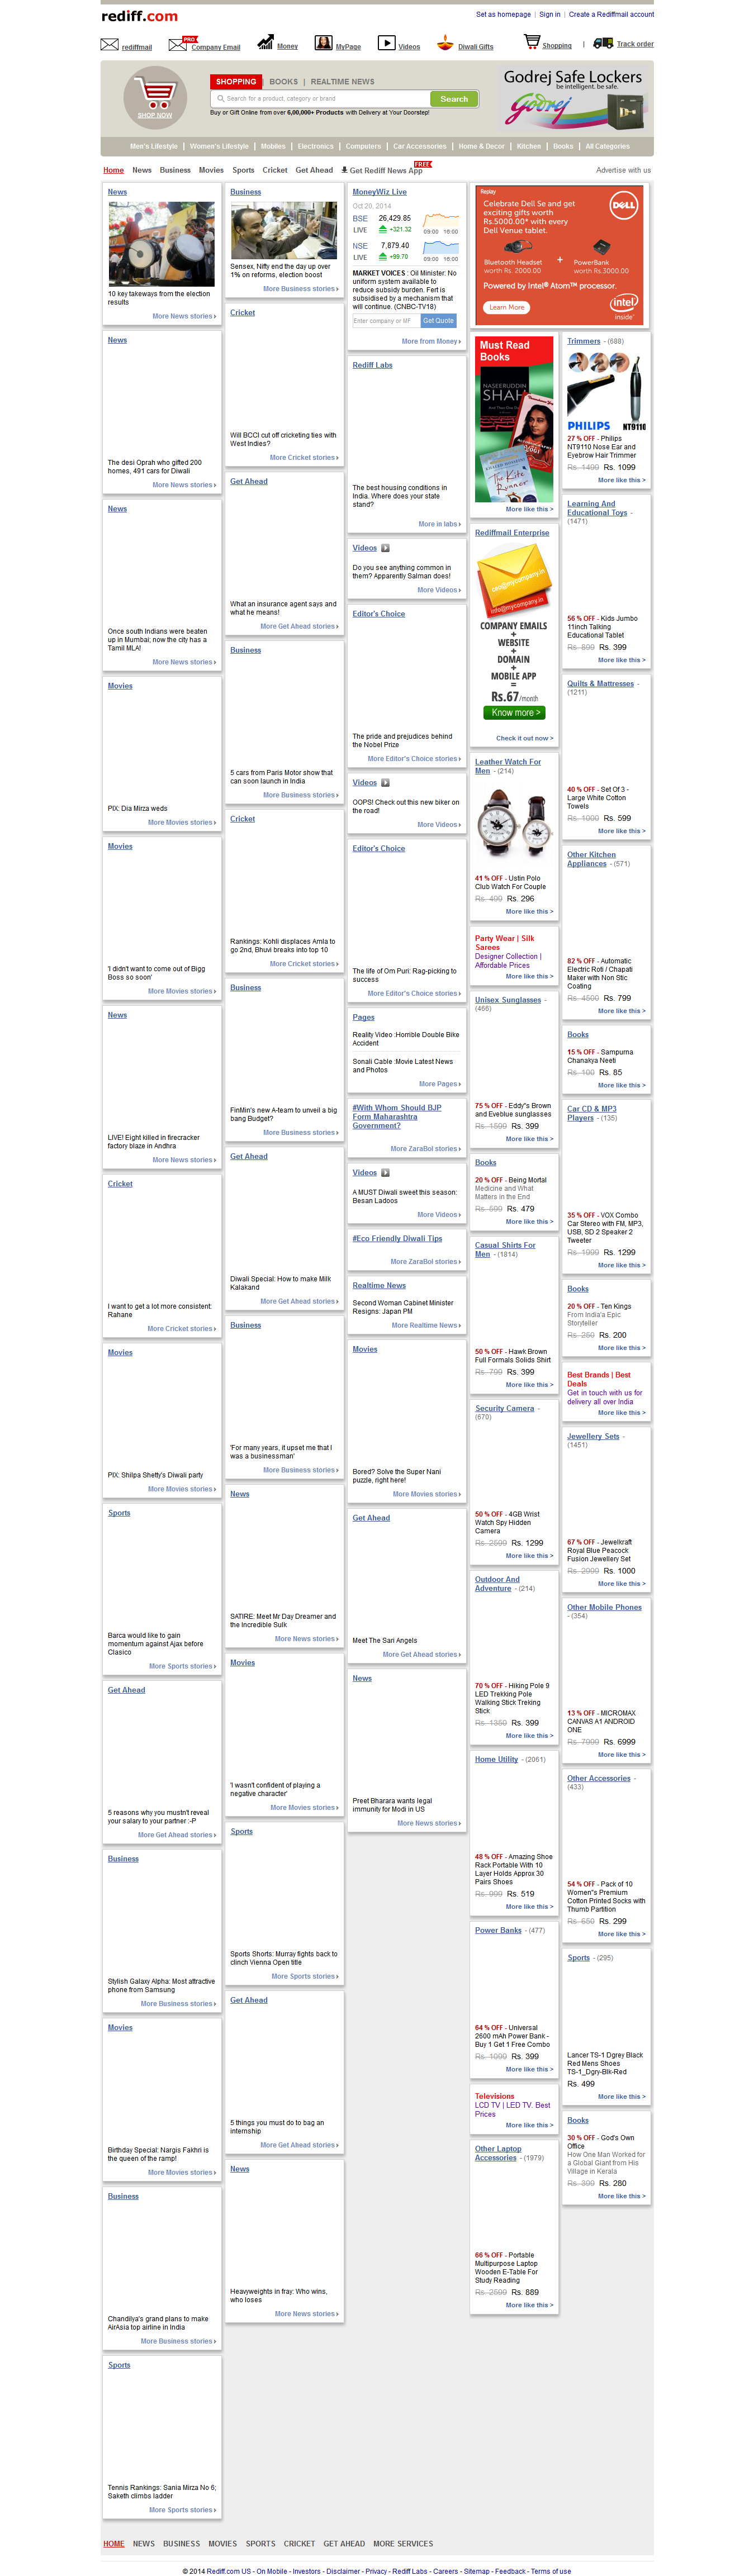 rediff.com
Set as homepage | Sign in | Create a Rediffmail account
rediffmail
PRO
Company Email
Money
MyPage
Videos
Diwali Gifts
Shopping
Track order
SHOP NOW
SHOPPING | BOOKS | REALTIME NEWS
Search for a product, category or brand
Search
Buy or Gift Online from over 6,00,000+ Products with Delivery at Your Doorstep!
Godrej Safe Lockers
be intelligent, be safe.
Godrej
Men's Lifestyle | Women's Lifestyle | Mobiles | Electronics | Computers | Car Accessories | Home & Decor | Kitchen | Books | All Categories
Home News Business Movies Sports Cricket Get Ahead Get Rediff News App
FREE
Advertise with us
News
10 key takeways from the election
results
More News stories
News
The desi Oprah who gifted 200
homes, 491 cars for Diwali
More News stories
News
Once south Indians were beaten
up in Mumbai; now the city has a
Tamil MLA!
More News stories
Movies
PIX: Dia Mirza weds
More Movies stories
Movies
'I didn't want to come out of Bigg
Boss so soon'
More Movies stories
News
LIVE! Eight killed in firecracker
factory blaze in Andhra
More News stories
Cricket
I want to get a lot more consistent:
Rahane
More Cricket stories
Movies
PIX: Shilpa Shetty's Diwali party
More Movies stories
Sports
Barca would like to gain
momentum against Ajax before
Clasico
More Sports stories
Get Ahead
5 reasons why you mustn't reveal
your salary to your partner :-P
More Get Ahead stories
Business
Stylish Galaxy Alpha: Most attractive
phone from Samsung
More Business stories
Movies
Birthday Special: Nargis Fakhri is
the queen of the ramp!
More Movies stories
Business
Chandilya's grand plans to make
AirAsia top airline in India
More Business stories
Sports
Tennis Rankings: Sania Mirza No 6;
Saketh climbs ladder
More Sports stories
Business
Sensex, Nifty end the day up over
1% on reforms, election boost
More Business stories
Cricket
Will BCCI cut off cricketing ties with
West Indies?
More Cricket stories
Get Ahead
What an insurance agent says and
what he means!
More Get Ahead stories
Business
5 cars from Paris Motor show that
can soon launch in India
More Business stories
Cricket
Rankings: Kohli displaces Amla to
go 2nd, Bhuvi breaks into top 10
More Cricket stories
Business
FinMin's new A-team to unveil a big
bang Budget?
More Business stories
Get Ahead
Diwali Special: How to make Milk
Kalakand
More Get Ahead stories
Business
'For many years, it upset me that I
was a businessman'
More Business stories
News
SATIRE: Meet Mr Day Dreamer and
the Incredible Sulk
More News stories
Movies
'I wasn't confident of playing a
negative character'
More Movies stories
Sports
Sports Shorts: Murray fights back to
clinch Vienna Open title
More Sports stories
Get Ahead
5 things you must do to bag an
internship
More Get Ahead stories
News
Heavyweights in fray: Who wins,
who loses
More News stories
MoneyWiz Live
Oct 20, 2014
BSE 26,429.85
LIVE +321.32
09:00 16:00
NSE 7,879.40
LIVE +99.70
09:00 16:00
MARKET VOICES : Oil Minister: No
uniform system available to
reduce subsidy burden. Fert is
subsidised by a mechanism that
will continue. (CNBC-TV18)
Enter company or MF
Get Quote
More from Money
Rediff Labs
The best housing conditions in
India. Where does your state
stand?
More in labs
Videos
Do you see anything common in
them? Apparently Salman does!
More Videos
Editor's Choice
The pride and prejudices behind
the Nobel Prize
More Editor's Choice stories
Videos
OOPS! Check out this new biker on
the road!
More Videos
Editor's Choice
The life of Om Puri: Rag-picking to
success
More Editor's Choice stories
Pages
Reality Video :Horrible Double Bike
Accident
Sonali Cable :Movie Latest News
and Photos
More Pages
#With Whom Should BJP
Form Maharashtra
Government?
More ZaraBol stories
Videos
A MUST Diwali sweet this season:
Besan Ladoos
More Videos
#Eco Friendly Diwali Tips
More ZaraBol stories
Realtime News
Second Woman Cabinet Minister
Resigns: Japan PM
More Realtime News
Movies
Bored? Solve the Super Nani
puzzle, right here!
More Movies stories
Get Ahead
Meet The Sari Angels
More Get Ahead stories
News
Preet Bharara wants legal
immunity for Modi in US
More News stories
Replay
Celebrate Dell Se and get
exciting gifts worth
Rs.5000.00* with every
Dell Venue tablet.
DELL
Bluetooth Headset
worth Rs. 2000.00
+
PowerBank
worth Rs.3000.00
Powered by Intel® Atom™ processor.
Learn More
intel
inside
Must Read
Books
NASEERUDDIN
SHAH
The
Kite
Runner
More like this >
Rediffmail Enterprise
info@mycompany.in
COMPANY EMAILS
+
WEBSITE
+
DOMAIN
+
MOBILE APP
=
Rs.67/month
Know more >
Check it out now >
Leather Watch For
Men - (214)
41 % OFF - Ustin Polo
Club Watch For Couple
Rs. 499 Rs. 296
More like this >
Party Wear | Silk
Sarees
Designer Collection |
Affordable Prices
More like this >
Unisex Sunglasses -
(466)
75 % OFF - Eddy"s Brown
and Eveblue sunglasses
Rs. 1599 Rs. 399
More like this >
Books
20 % OFF - Being Mortal
Medicine and What
Matters in the End
Rs. 599 Rs. 479
More like this >
Casual Shirts For
Men - (1814)
50 % OFF - Hawk Brown
Full Formals Solids Shirt
Rs. 799 Rs. 399
More like this >
Security Camera -
(670)
50 % OFF - 4GB Wrist
Watch Spy Hidden
Camera
Rs. 2599 Rs. 1299
More like this >
Outdoor And
Adventure - (214)
70 % OFF - Hiking Pole 9
LED Trekking Pole
Walking Stick Treking
Stick
Rs. 1350 Rs. 399
More like this >
Home Utility - (2061)
48 % OFF - Amazing Shoe
Rack Portable With 10
Layer Holds Approx 30
Pairs Shoes
Rs. 999 Rs. 519
More like this >
Power Banks - (477)
64 % OFF - Universal
2600 mAh Power Bank -
Buy 1 Get 1 Free Combo
Rs. 1099 Rs. 399
More like this >
Televisions
LCD TV | LED TV. Best
Prices
More like this >
Other Laptop
Accessories - (1979)
66 % OFF - Portable
Multipurpose Laptop
Wooden E-Table For
Study Reading
Rs. 2599 Rs. 889
More like this >
Trimmers - (688)
PHILIPS NT9110
27 % OFF - Philips
NT9110 Nose Ear and
Eyebrow Hair Trimmer
Rs. 1499 Rs. 1099
More like this >
Learning And
Educational Toys -
(1471)
56 % OFF - Kids Jumbo
11inch Talking
Educational Tablet
Rs. 899 Rs. 399
More like this >
Quilts & Mattresses -
(1211)
40 % OFF - Set Of 3 -
Large White Cotton
Towels
Rs. 1000 Rs. 599
More like this >
Other Kitchen
Appliances - (571)
82 % OFF - Automatic
Electric Roti / Chapati
Maker with Non Stic
Coating
Rs. 4500 Rs. 799
More like this >
Books
15 % OFF - Sampurna
Chanakya Neeti
Rs. 100 Rs. 85
More like this >
Car CD & MP3
Players - (135)
35 % OFF - VOX Combo
Car Stereo with FM, MP3,
USB, SD 2 Speaker 2
Tweeter
Rs. 1999 Rs. 1299
More like this >
Books
20 % OFF - Ten Kings
From India's Epic
Storyteller
Rs. 250 Rs. 200
More like this >
Best Brands | Best
Deals
Get in touch with us for
delivery all over India
More like this >
Jewellery Sets -
(1451)
67 % OFF - Jewelkraft
Royal Blue Peacock
Fusion Jewellery Set
Rs. 2999 Rs. 1000
More like this >
Other Mobile Phones
- (354)
13 % OFF - MICROMAX
CANVAS A1 ANDROID
ONE
Rs. 7999 Rs. 6999
More like this >
Other Accessories -
(433)
54 % OFF - Pack of 10
Women"s Premium
Cotton Printed Socks with
Thumb Partition
Rs. 650 Rs. 299
More like this >
Sports - (295)
Lancer TS-1 Dgrey Black
Red Mens Shoes
TS-1_Dgry-Blk-Red
Rs. 499
More like this >
Books
30 % OFF - God's Own
Office
How One Man Worked for
a Global Giant from His
Village in Kerala
Rs. 399 Rs. 280
More like this >
HOME NEWS BUSINESS MOVIES SPORTS CRICKET GET AHEAD MORE SERVICES
© 2014 Rediff.com US - On Mobile - Investors - Disclaimer - Privacy - Rediff Labs - Careers - Sitemap - Feedback - Terms of use